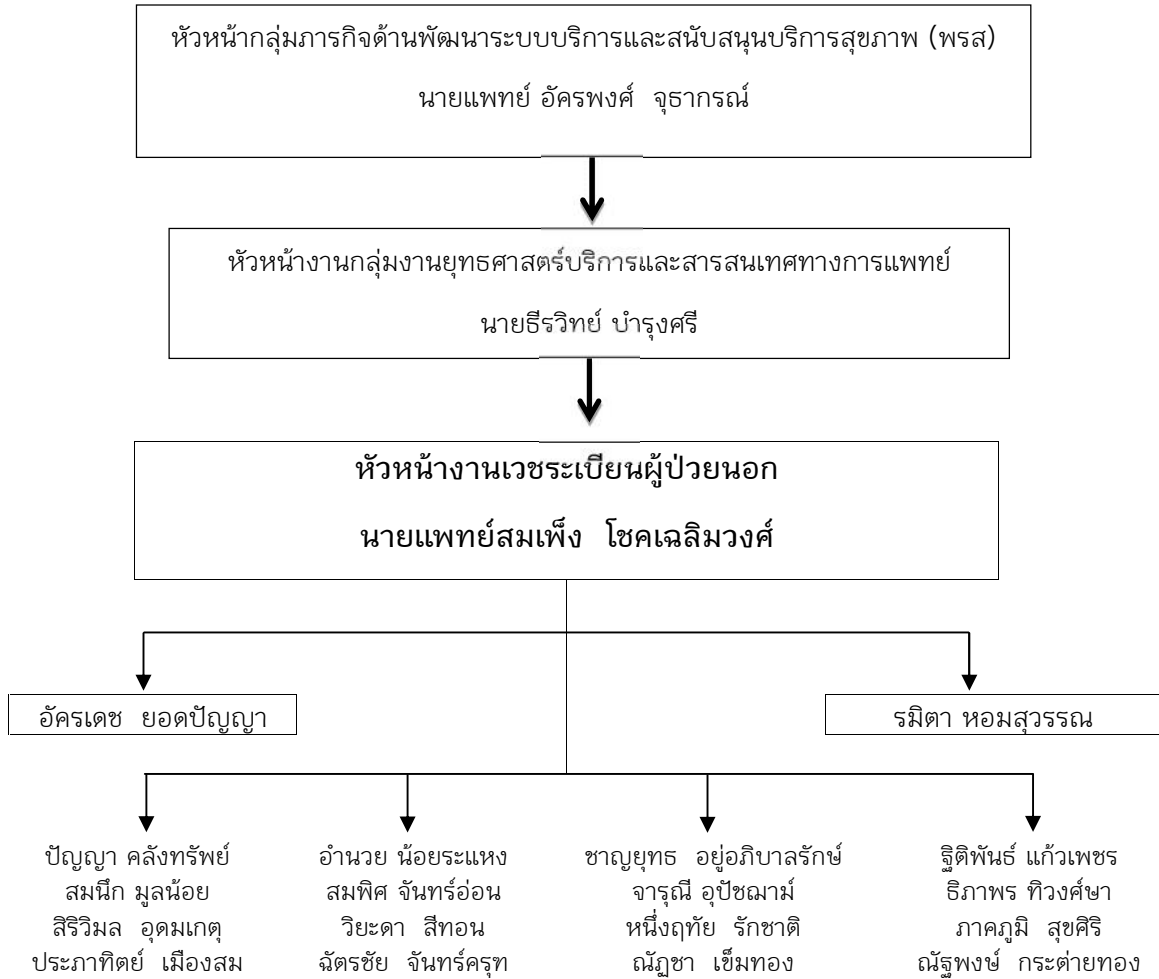 หัวหน้ากลุ่มภารกิจด้านพัฒนาระบบบริการและสนับสนุนบริการสุขภาพ (พรส)
นายแพทย์ อัครพงศ์ จุธากรณ์
หัวหน้างานกลุ่มงานยุทธศาสตร์บริการและสารสนเทศทางการแพทย์
นายธีรวิทย์ บำรุงศรี
หัวหน้างานเวชระเบียนผู้ป่วยนอก
นายแพทย์สมเพ็ง โชคเฉลิมวงศ์
อัครเดช ยอดปัญญา
รมิตา หอมสุวรรณ
ปัญญา คลังทรัพย์
สมนึก มูลน้อย
สิริวิมล อุดมเกตุ
ประภาทิตย์ เมืองสม
อำนวย น้อยระแหง
สมพิศ จันทร์อ่อน
วิยะดา สีทอน
ฉัตรชัย จันทร์ครุฑ
ชาญยุทธ อยู่อภิบาลรักษ์
จารุณี อุปัชฌาม์
หนึ่งฤทัย รักชาติ
ณัฏชา เข็มทอง
ฐิติพันธ์ แก้วเพชร
ธิภาพร ทิวงศ์ษา
ภาคภูมิ สุขศิริ
ณัฐพงษ์ กระต่ายทอง